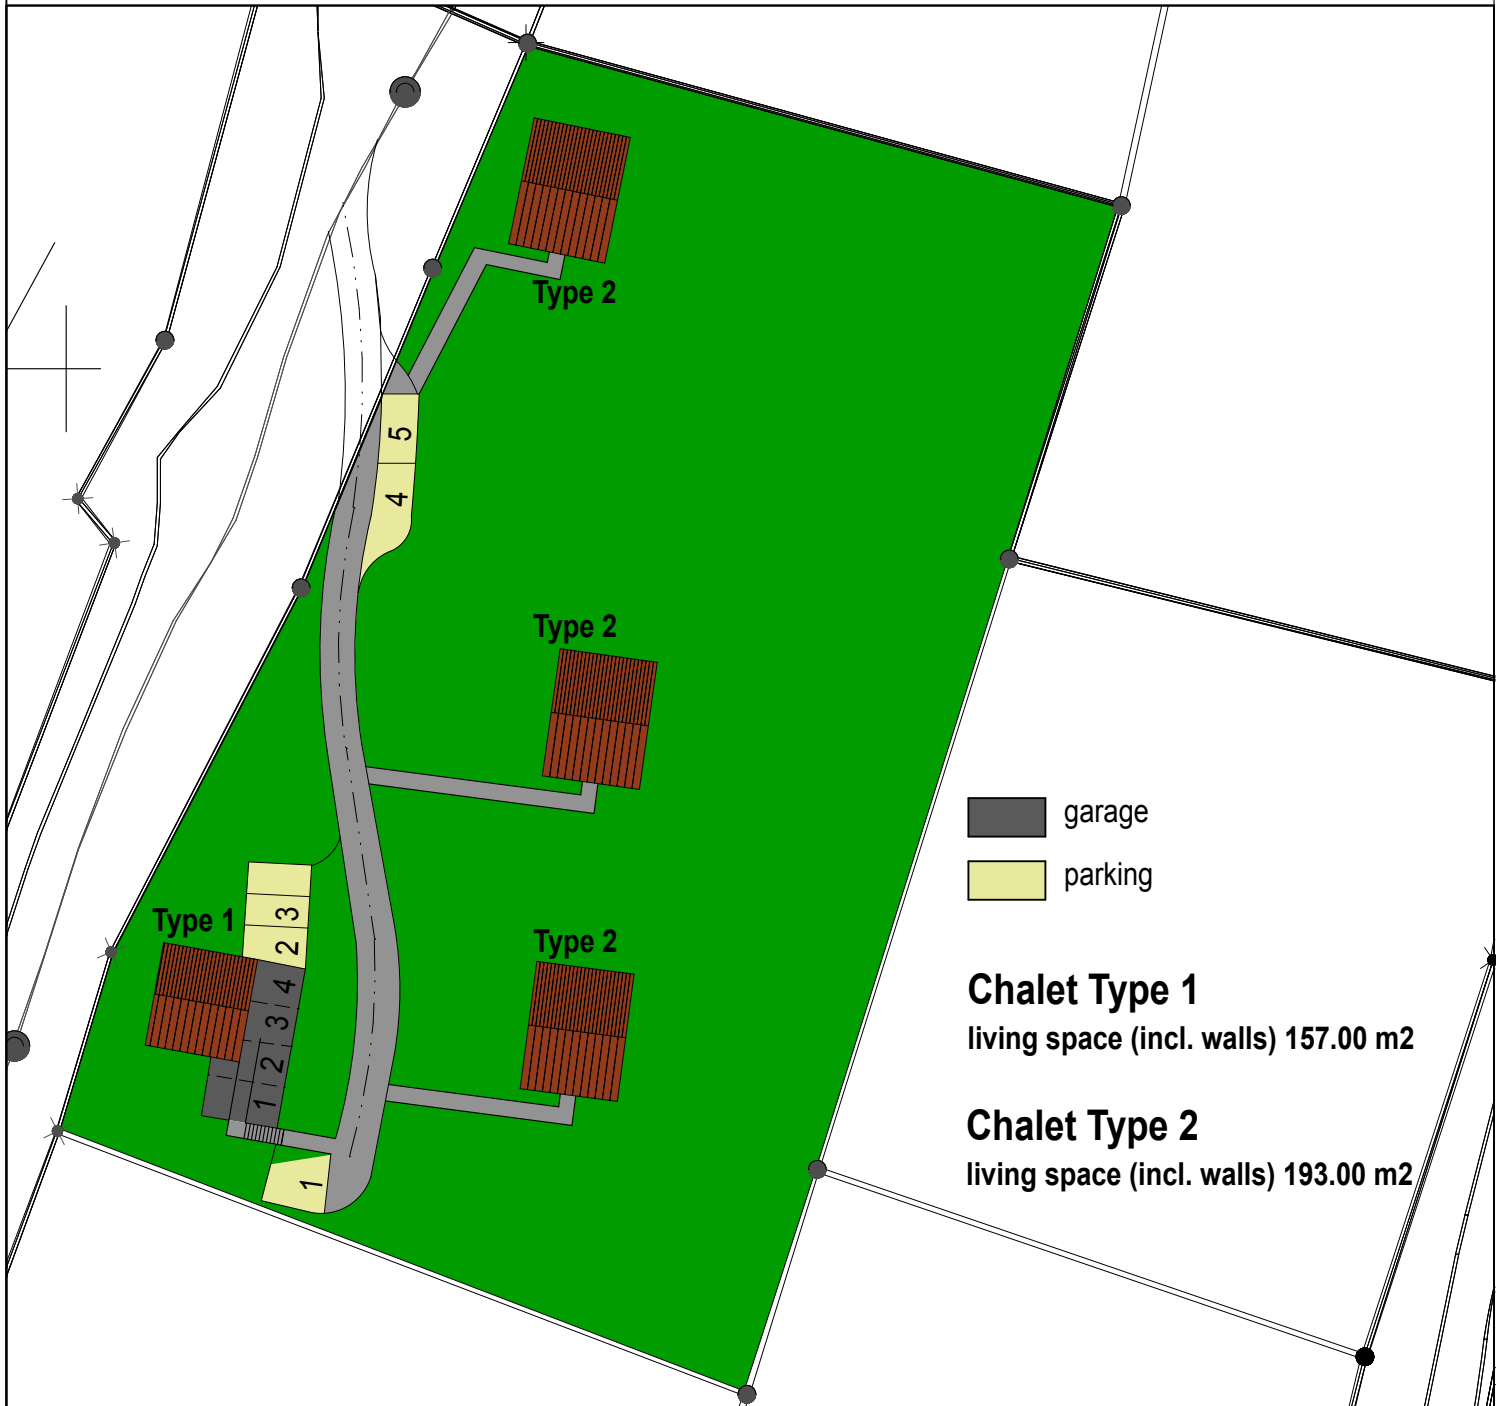 Type 2
5
4
Type 2
garage
parking
Type 1
3
2
Type 2
4
3
2
1
1
Chalet Type 1
living space (incl. walls) 157.00 m2
Chalet Type 2
living space (incl. walls) 193.00 m2